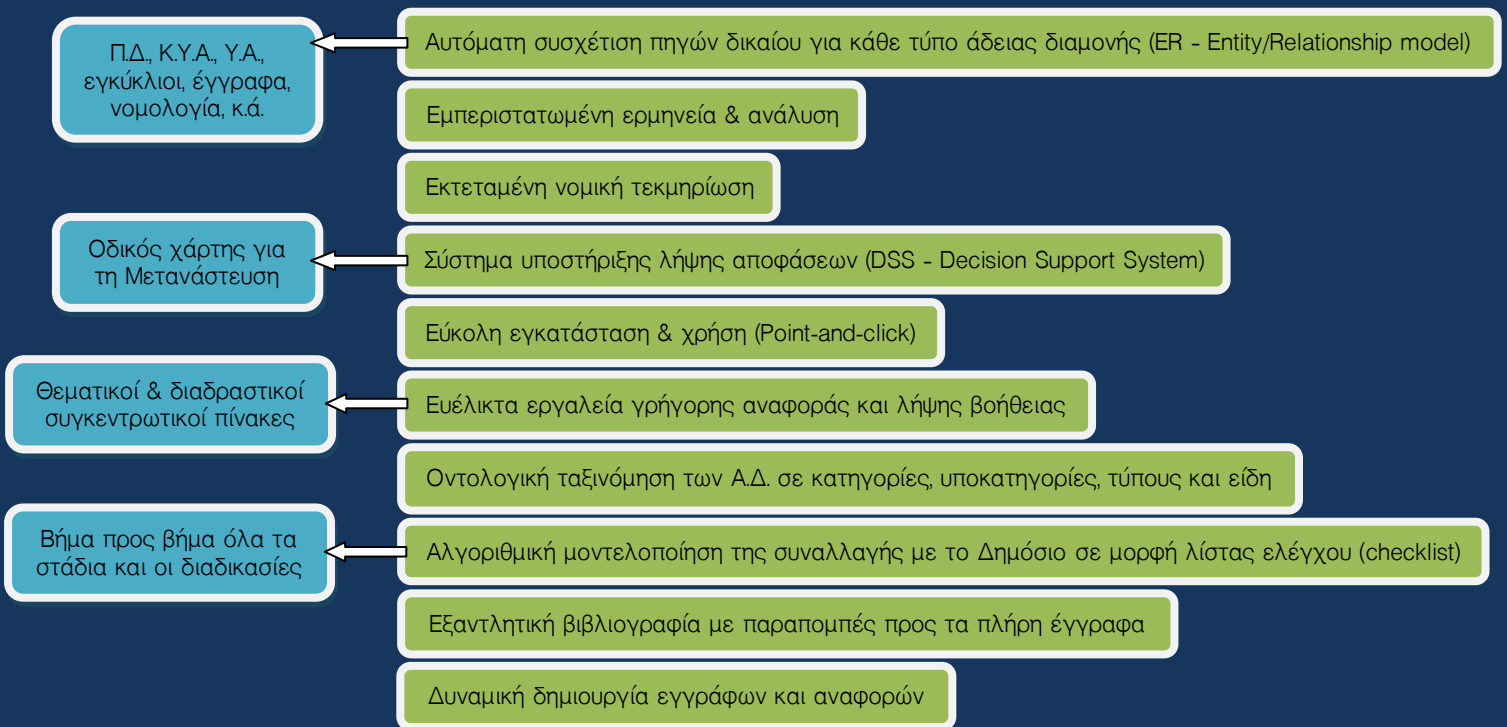 Π.Δ., Κ.Υ.Α., Υ.Α.,
εγκύκλιοι, έγγραφα,
νομολογία, κ.ά.
Αυτόματη συσχέτιση πηγών δικαίου για κάθε τύπο άδειας διαμονής (ER - Entity/Relationship model)
Εμπεριστατωμένη ερμηνεία & ανάλυση
Εκτεταμένη νομική τεκμηρίωση
Οδικός χάρτης για
τη Μετανάστευση
Σύστημα υποστήριξης λήψης αποφάσεων (DSS - Decision Support System)
Εύκολη εγκατάσταση & χρήση (Point-and-click)
Θεματικοί & διαδραστικοί
συγκεντρωτικοί πίνακες
Ευέλικτα εργαλεία γρήγορης αναφοράς και λήψης βοήθειας
Οντολογική ταξινόμηση των Α.Δ. σε κατηγορίες, υποκατηγορίες, τύπους και είδη
Βήμα προς βήμα όλα τα
στάδια και οι διαδικασίες
Αλγοριθμική μοντελοποίηση της συναλλαγής με το Δημόσιο σε μορφή λίστας ελέγχου (checklist)
Εξαντλητική βιβλιογραφία με παραπομπές προς τα πλήρη έγγραφα
Δυναμική δημιουργία εγγράφων και αναφορών